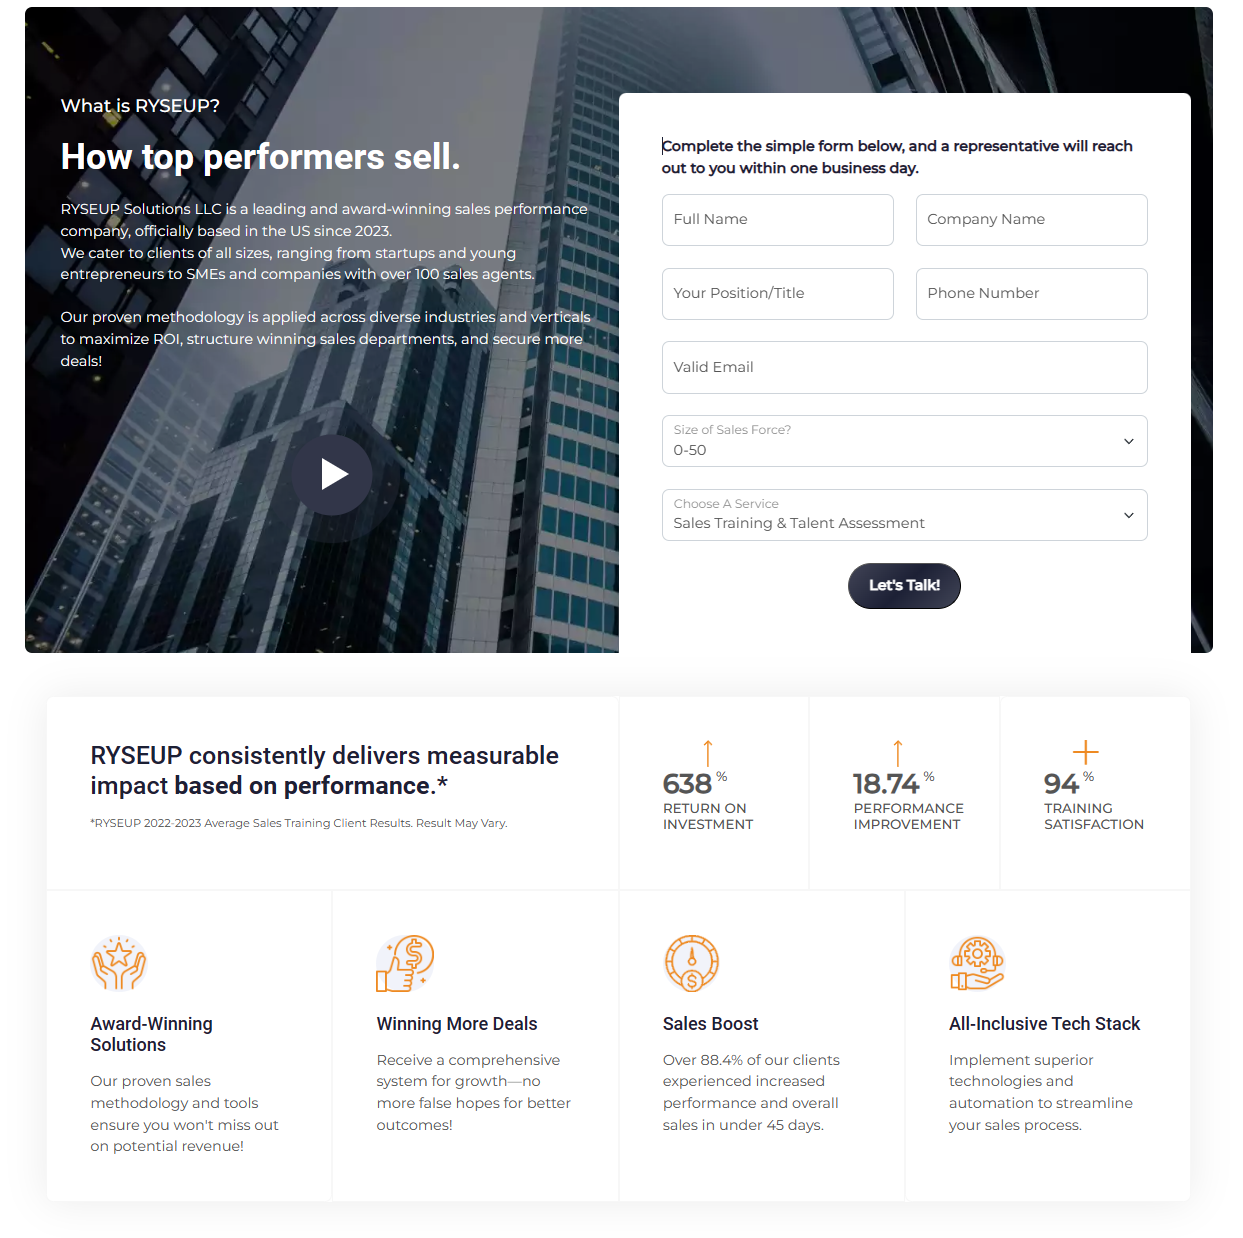 What is RYSEUP?
How top performers sell.
RYSEUP Solutions LLC is a leading and award-winning sales performance
company, officially based in the US since 2023.
We cater to clients of all sizes, ranging from startups and young
entrepreneurs to SMEs and companies with over 100 sales agents.
Our proven methodology is applied across diverse industries and verticals
to maximize ROI, structure winning sales departments, and secure more
deals!
Complete the simple form below, and a representative will reach
out to you within one business day.
Full Name
Company Name
Your Position/Title
Phone Number
Valid Email
Size of Sales Force?
0-50
Choose A Service
Sales Training & Talent Assessment
Let's Talk!
RYSEUP consistently delivers measurable
impact based on performance.*
*RYSEUP 2022-2023 Average Sales Training Client Results. Result May Vary.
638 %
RETURN ON
INVESTMENT
18.74 %
PERFORMANCE
IMPROVEMENT
94 %
TRAINING
SATISFACTION
Award-Winning
Solutions
Our proven sales
methodology and tools
ensure you won't miss out
on potential revenue!
Winning More Deals
Receive a comprehensive
system for growth—no
more false hopes for better
outcomes!
Sales Boost
Over 88.4% of our clients
experienced increased
performance and overall
sales in under 45 days.
All-Inclusive Tech Stack
Implement superior
technologies and
automation to streamline
your sales process.